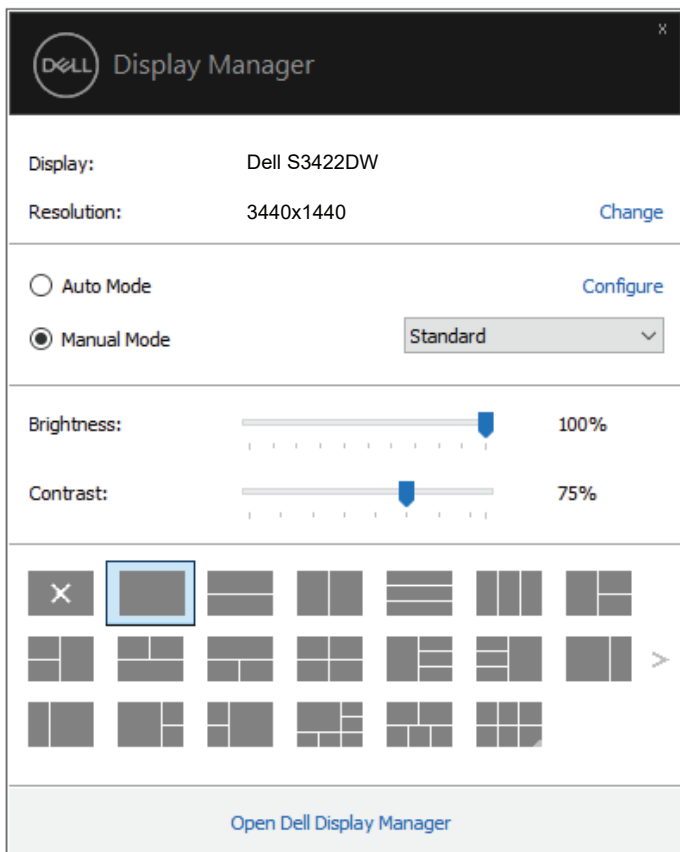 x
DELL Display Manager
Display: Dell S3422DW
Resolution: 3440x1440 Change
Auto Mode Configure
Manual Mode Standard
Brightness: 100%
Contrast: 75%
Open Dell Display Manager